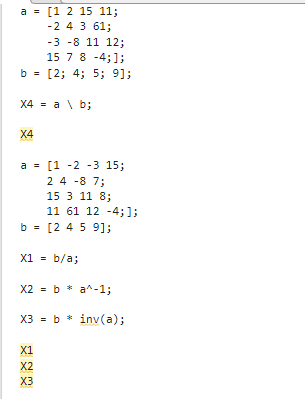 a = [1 2 15 11;
-2 4 3 61;
-3 -8 11 12;
15 7 8 -4;];
b = [2; 4; 5; 9];
X4 = a \ b;
X4
a = [1 -2 -3 15;
2 4 -8 7;
15 3 11 8;
11 61 12 -4;];
b = [2 4 5 9];
X1 = b/a;
X2 = b * a^-1;
X3 = b * inv(a);
X1
X2
X3